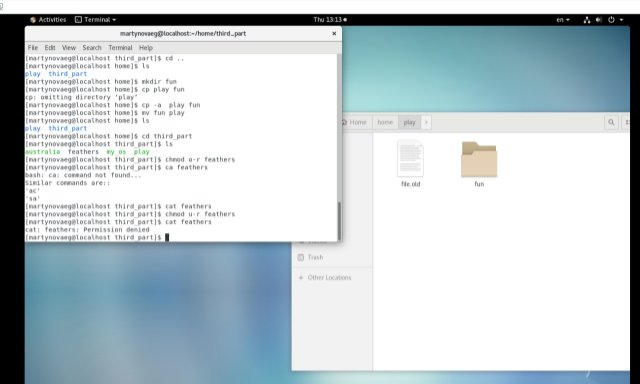 Activities Terminal
Thu 13:13
en
martynovaeg@localhost:~/home/third_part
File Edit View Search Terminal Help
[martynovaeg@localhost third_part]$ cd ..
[martynovaeg@localhost home]$ ls
play third_part
[martynovaeg@localhost home]$ mkdir fun
[martynovaeg@localhost home]$ cp play fun
cp: omitting directory 'play'
[martynovaeg@localhost home]$ cp -a play fun
[martynovaeg@localhost home]$ mv fun play
[martynovaeg@localhost home]$ ls
play third_part
[martynovaeg@localhost home]$ cd third_part
[martynovaeg@localhost third_part]$ ls
australia feathers my_os play
[martynovaeg@localhost third_part]$ chmod o-r feathers
[martynovaeg@localhost third_part]$ ca feathers
bash: ca: command not found...
Similar commands are::
'ac'
'sa'
[martynovaeg@localhost third_part]$ cat feathers
[martynovaeg@localhost third_part]$ chmod u-r feathers
[martynovaeg@localhost third_part]$ cat feathers
cat: feathers: Permission denied
[martynovaeg@localhost third_part]$
Home home play
file.old fun
Trash
+ Other Locations